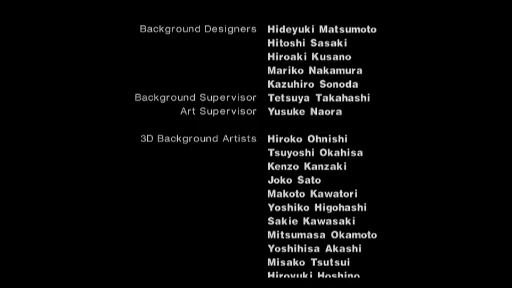 Background Designers Hideyuki Matsumoto
Hitoshi Sasaki
Hiroaki Kusano
Mariko Nakamura
Kazuhiro Sonoda
Background Supervisor Tetsuya Takahashi
Art Supervisor Yusuke Naora
3D Background Artists Hiroko Ohnishi
Tsuyoshi Okahisa
Kenzo Kanzaki
Joko Sato
Makoto Kawatori
Yoshiko Higohashi
Sakie Kawasaki
Mitsumasa Okamoto
Yoshihisa Akashi
Misako Tsutsui
Hiroyuki Hoshino